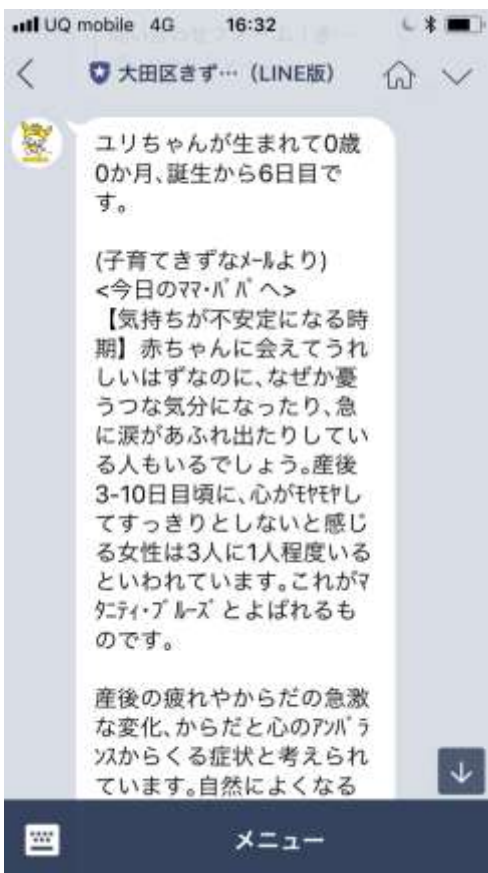 UQ mobile 4G 16:32
大田区きず… (LINE版)
ユリちゃんが生まれて0歳
0か月、誕生から6日目で
す。
(子育てきずなﾒｰﾙより)
<今日のﾏﾏ・ﾊﾟﾊﾟへ>
【気持ちが不安定になる時
期】赤ちゃんに会えてうれ
しいはずなのに、なぜか憂
うつな気分になったり、急
に涙があふれ出たりしてい
る人もいるでしょう。産後
3-10日目頃に、心がﾓﾔﾓﾔし
てすっきりとしないと感じ
る女性は3人に1人程度いる
といわれています。これがﾏ
ﾀﾆﾃｨ・ﾌﾞﾙｰｽﾞとよばれるも
のです。
産後の疲れやからだの急激
な変化、からだと心のｱﾝﾊﾞﾗ
ﾝｽからくる症状と考えられ
ています。自然によくなる
メニュー